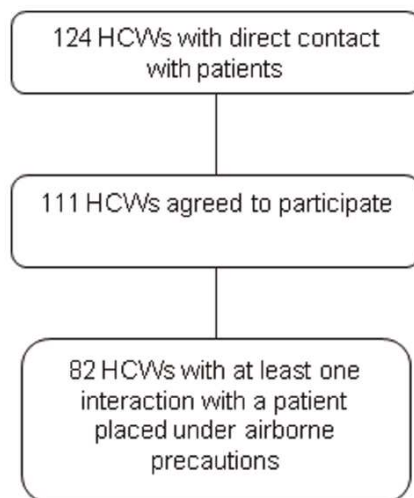 124 HCWs with direct contact
with patients
111 HCWs agreed to participate
82 HCWs with at least one
interaction with a patient
placed under airborne
precautions